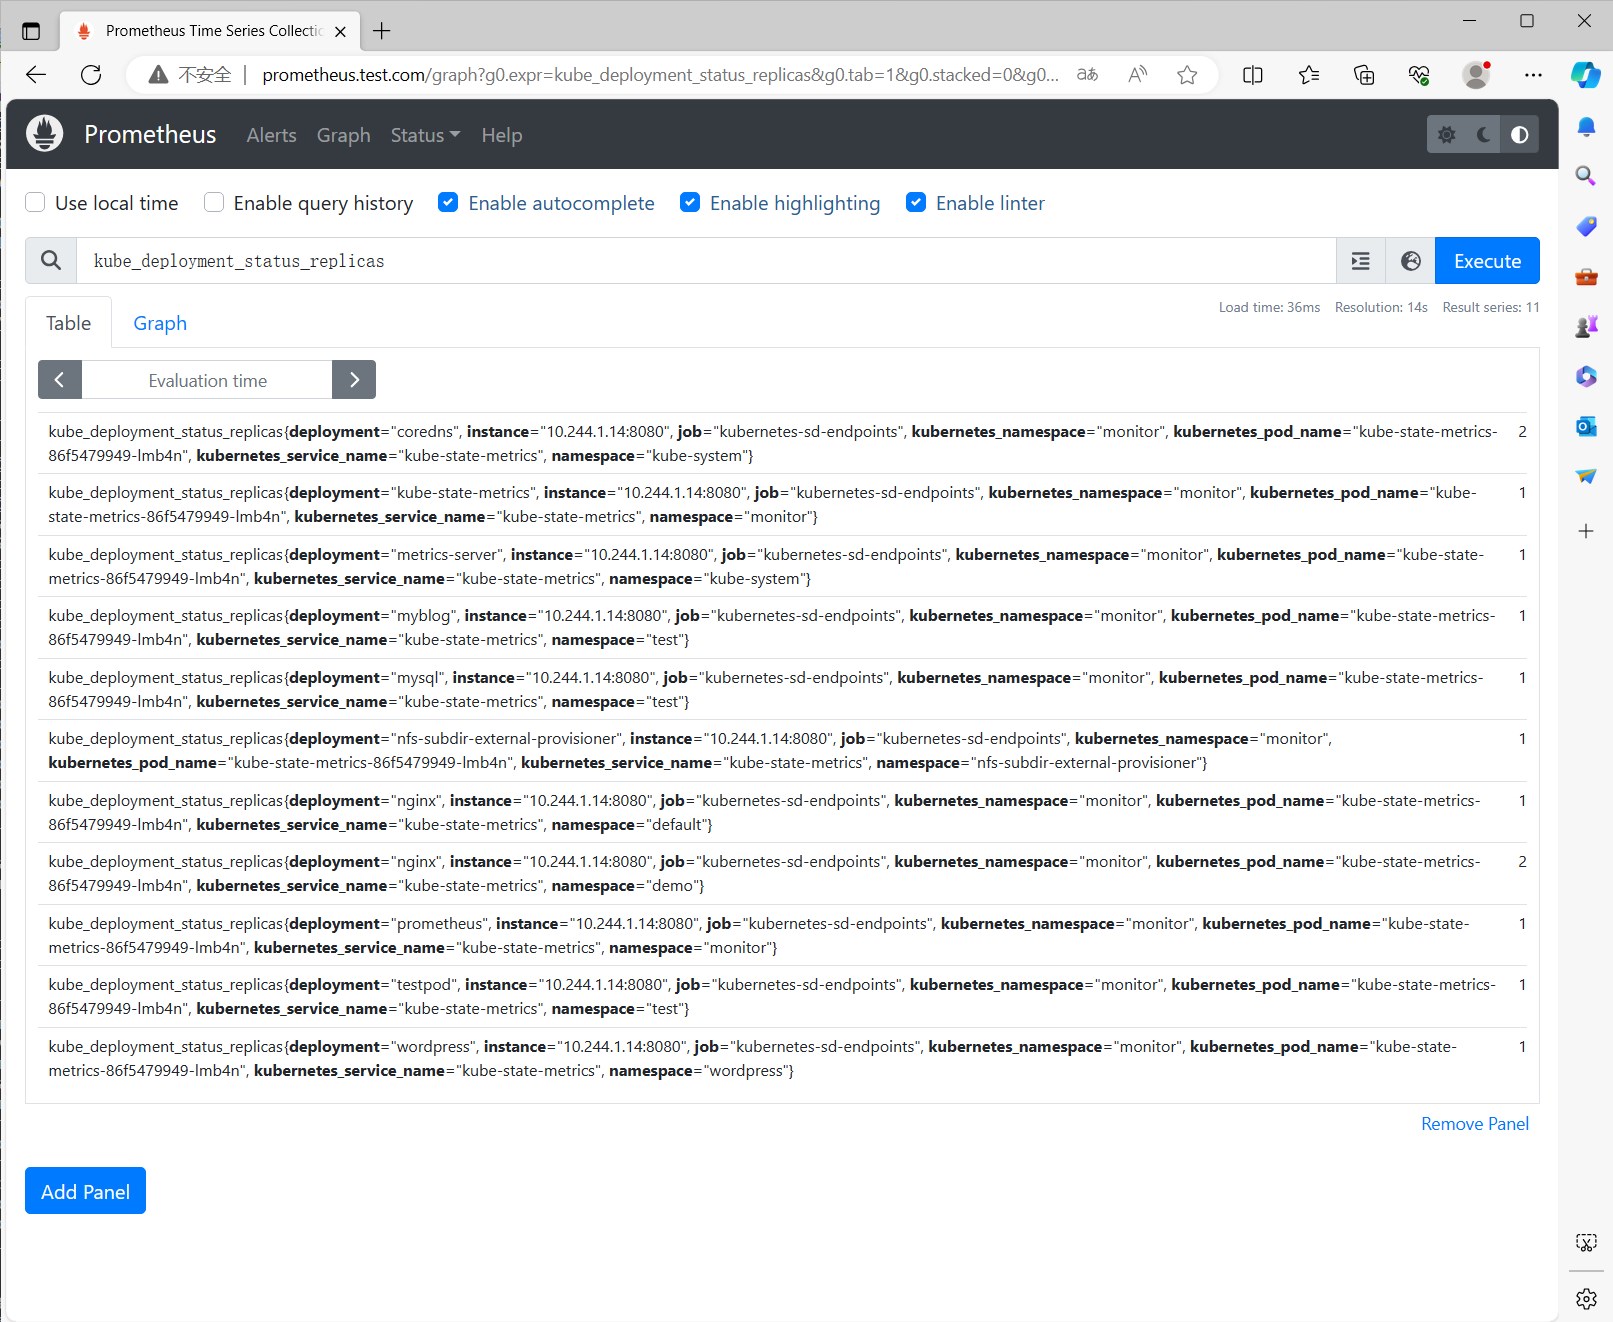 Prometheus Time Series Collectio
不安全 | prometheus.test.com/graph?g0.expr=kube_deployment_status_replicas&g0.tab=1&g0.stacked=0&g0...
Prometheus Alerts Graph Status Help
Use local time Enable query history Enable autocomplete Enable highlighting Enable linter
kube_deployment_status_replicas Execute
Table Graph Load time: 36ms Resolution: 14s Result series: 11
Evaluation time
kube_deployment_status_replicas{deployment="coredns", instance="10.244.1.14:8080", job="kubernetes-sd-endpoints", kubernetes_namespace="monitor", kubernetes_pod_name="kube-state-metrics- 2
86f5479949-lmb4n", kubernetes_service_name="kube-state-metrics", namespace="kube-system"}
kube_deployment_status_replicas{deployment="kube-state-metrics", instance="10.244.1.14:8080", job="kubernetes-sd-endpoints", kubernetes_namespace="monitor", kubernetes_pod_name="kube- 1
state-metrics-86f5479949-lmb4n", kubernetes_service_name="kube-state-metrics", namespace="monitor"}
kube_deployment_status_replicas{deployment="metrics-server", instance="10.244.1.14:8080", job="kubernetes-sd-endpoints", kubernetes_namespace="monitor", kubernetes_pod_name="kube-state- 1
metrics-86f5479949-lmb4n", kubernetes_service_name="kube-state-metrics", namespace="kube-system"}
kube_deployment_status_replicas{deployment="myblog", instance="10.244.1.14:8080", job="kubernetes-sd-endpoints", kubernetes_namespace="monitor", kubernetes_pod_name="kube-state-metrics- 1
86f5479949-lmb4n", kubernetes_service_name="kube-state-metrics", namespace="test"}
kube_deployment_status_replicas{deployment="mysql", instance="10.244.1.14:8080", job="kubernetes-sd-endpoints", kubernetes_namespace="monitor", kubernetes_pod_name="kube-state-metrics- 1
86f5479949-lmb4n", kubernetes_service_name="kube-state-metrics", namespace="test"}
kube_deployment_status_replicas{deployment="nfs-subdir-external-provisioner", instance="10.244.1.14:8080", job="kubernetes-sd-endpoints", kubernetes_namespace="monitor", 1
kubernetes_pod_name="kube-state-metrics-86f5479949-lmb4n", kubernetes_service_name="kube-state-metrics", namespace="nfs-subdir-external-provisioner"}
kube_deployment_status_replicas{deployment="nginx", instance="10.244.1.14:8080", job="kubernetes-sd-endpoints", kubernetes_namespace="monitor", kubernetes_pod_name="kube-state-metrics- 1
86f5479949-lmb4n", kubernetes_service_name="kube-state-metrics", namespace="default"}
kube_deployment_status_replicas{deployment="nginx", instance="10.244.1.14:8080", job="kubernetes-sd-endpoints", kubernetes_namespace="monitor", kubernetes_pod_name="kube-state-metrics- 2
86f5479949-lmb4n", kubernetes_service_name="kube-state-metrics", namespace="demo"}
kube_deployment_status_replicas{deployment="prometheus", instance="10.244.1.14:8080", job="kubernetes-sd-endpoints", kubernetes_namespace="monitor", kubernetes_pod_name="kube-state- 1
metrics-86f5479949-lmb4n", kubernetes_service_name="kube-state-metrics", namespace="monitor"}
kube_deployment_status_replicas{deployment="testpod", instance="10.244.1.14:8080", job="kubernetes-sd-endpoints", kubernetes_namespace="monitor", kubernetes_pod_name="kube-state-metrics- 1
86f5479949-lmb4n", kubernetes_service_name="kube-state-metrics", namespace="test"}
kube_deployment_status_replicas{deployment="wordpress", instance="10.244.1.14:8080", job="kubernetes-sd-endpoints", kubernetes_namespace="monitor", kubernetes_pod_name="kube-state- 1
metrics-86f5479949-lmb4n", kubernetes_service_name="kube-state-metrics", namespace="wordpress"}
Remove Panel
Add Panel